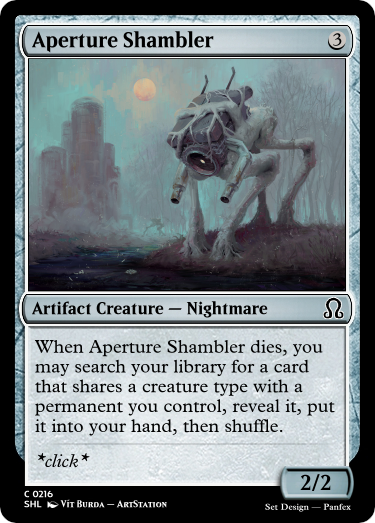 Aperture Shambler 3
Artifact Creature — Nightmare
When Aperture Shambler dies, you
may search your library for a card
that shares a creature type with a
permanent you control, reveal it, put
it into your hand, then shuffle.
*click*
2/2
C 0216
SHL Vit Burda — ArtStation
Set Design — Panfex